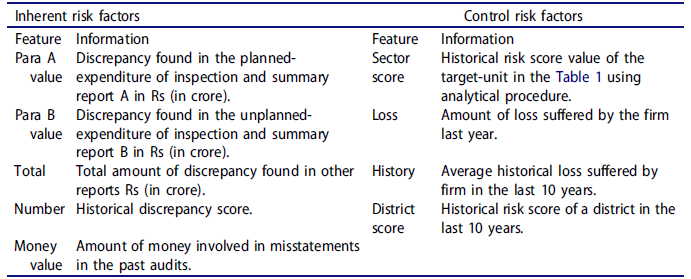 Inherent risk factors Control risk factors
Feature Information Feature Information
Para A Discrepancy found in the planned- Sector Historical risk score value of the
value expenditure of inspection and summary score target-unit in the Table 1 using
report A in Rs (in crore). analytical procedure.
Para B Discrepancy found in the unplanned- Loss Amount of loss suffered by the firm
value expenditure of inspection and summary last year.
report B in Rs (in crore).
Total Total amount of discrepancy found in other History Average historical loss suffered by
reports Rs (in crore). firm in the last 10 years.
Number Historical discrepancy score. District Historical risk score of a district in the
score last 10 years.
Money Amount of money involved in misstatements
value in the past audits.